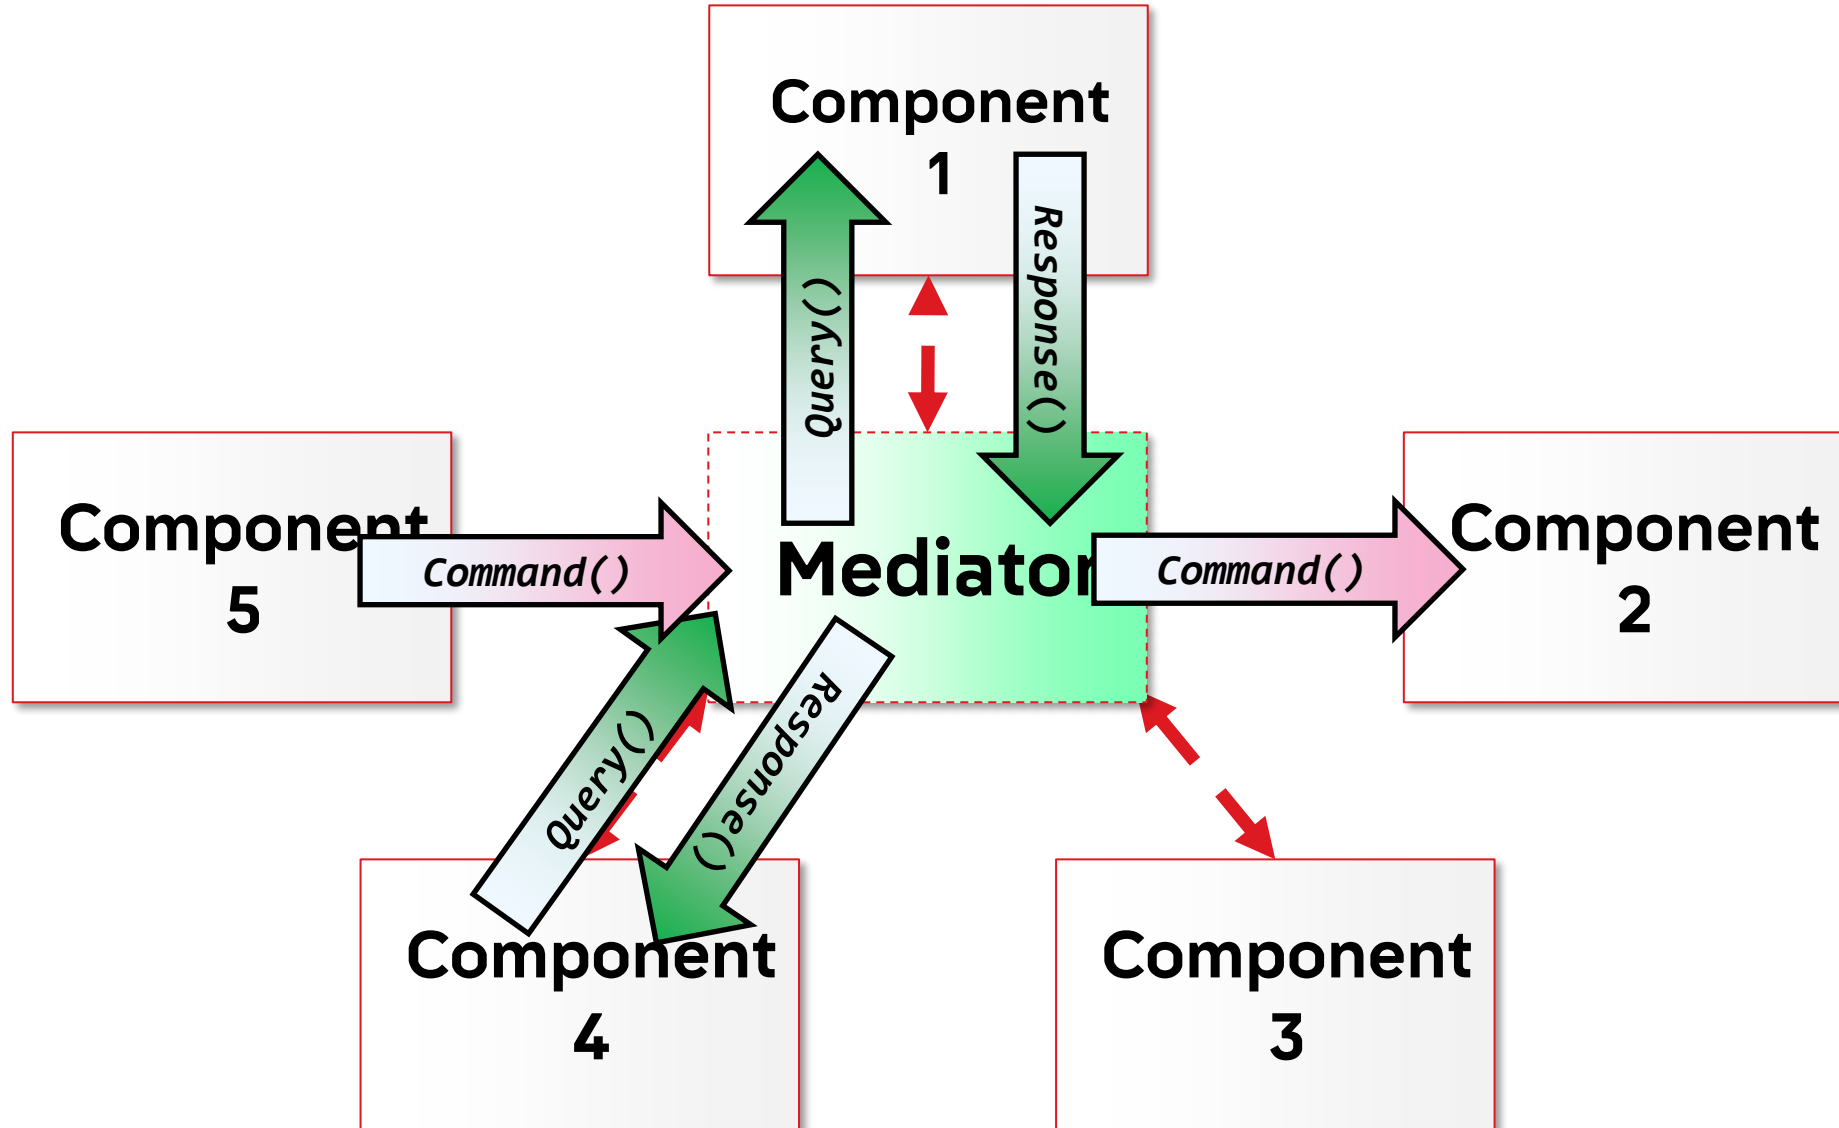 Component
1
Query()
Response()
Component
5
Command()
Mediator
Command()
Component
2
Query()
Response()
Component
4
Component
3